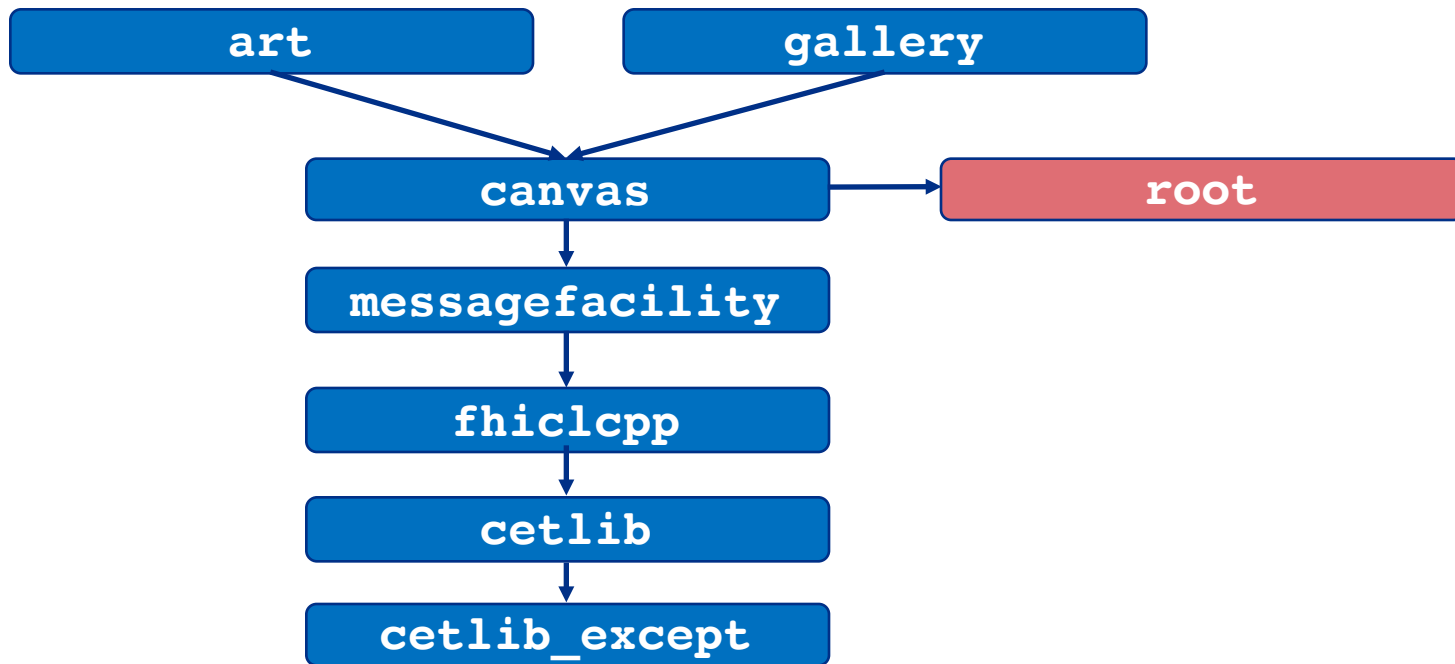 art
gallery
canvas
root
messagefacility
fhiclcpp
cetlib
cetlib_except